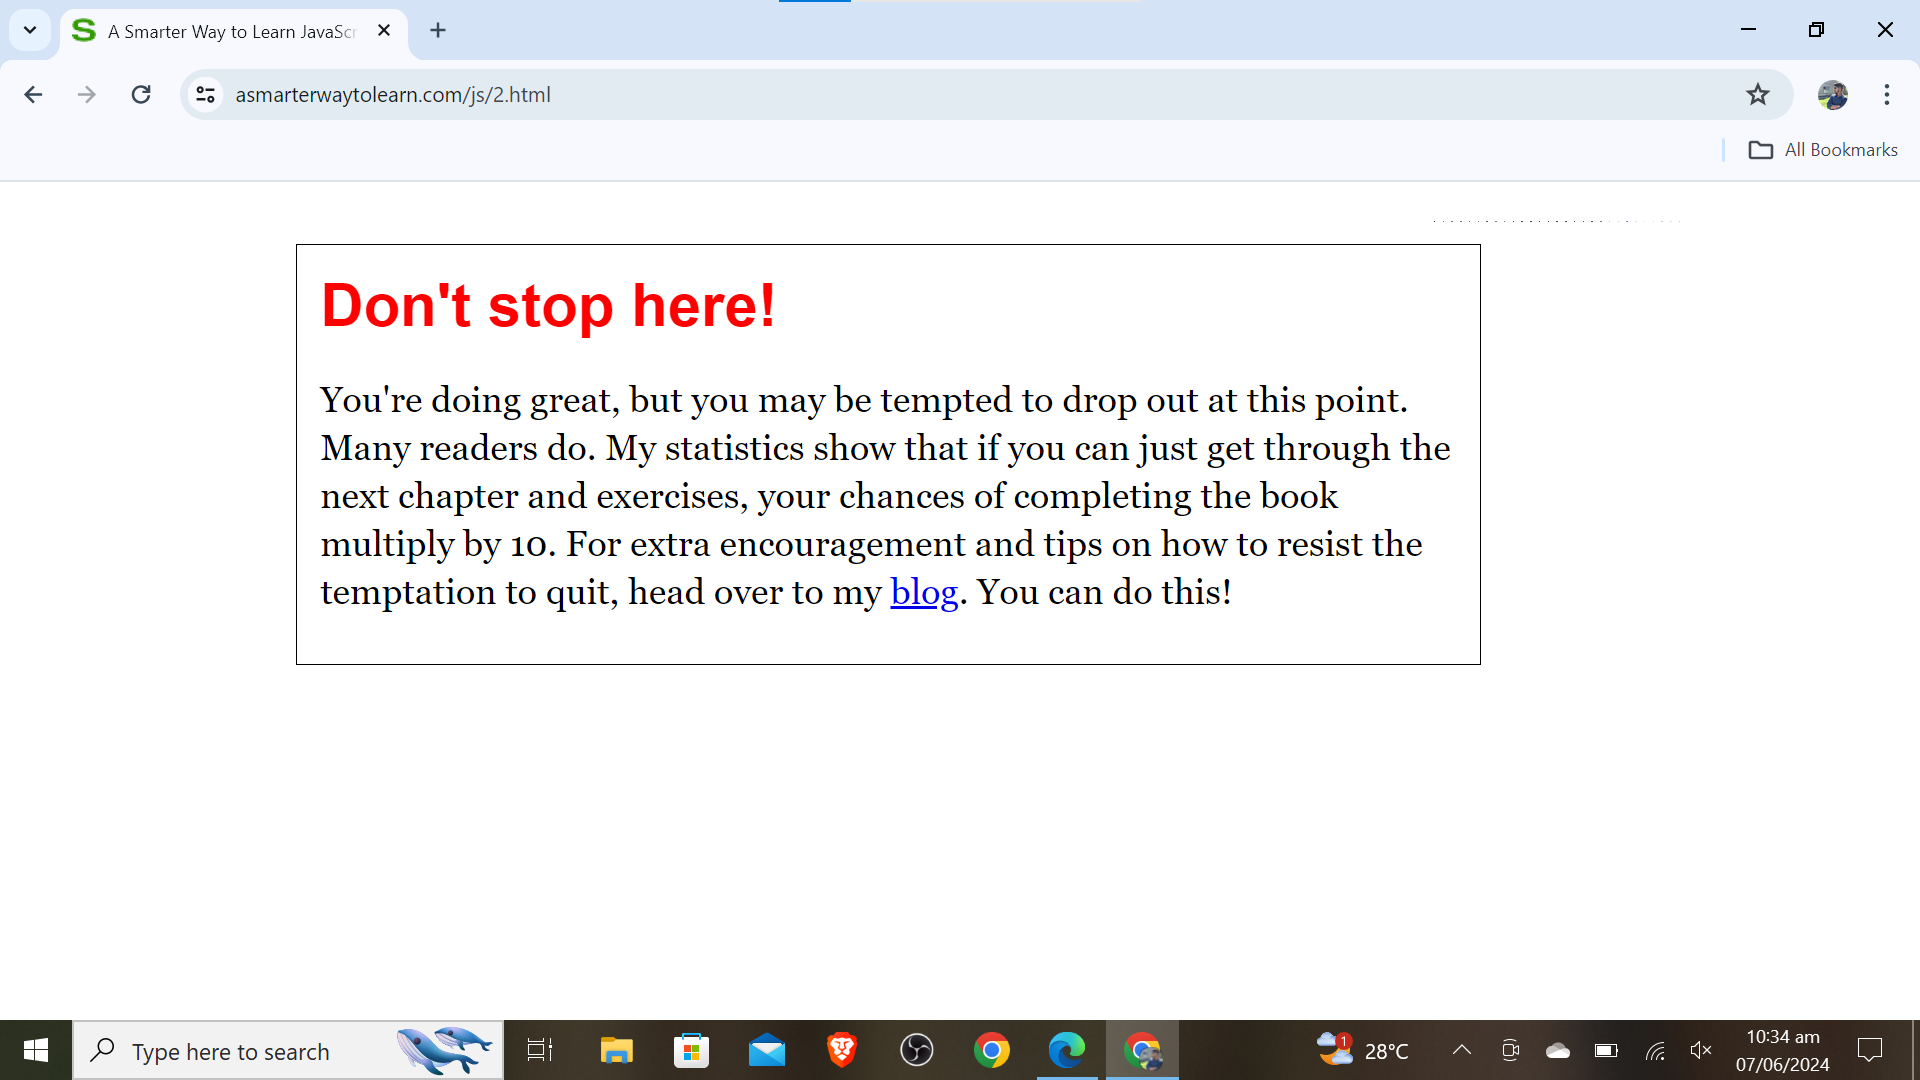 A Smarter Way to Learn JavaScr
asmarterwaytolearn.com/js/2.html
All Bookmarks
Don't stop here!
You're doing great, but you may be tempted to drop out at this point.
Many readers do. My statistics show that if you can just get through the
next chapter and exercises, your chances of completing the book
multiply by 10. For extra encouragement and tips on how to resist the
temptation to quit, head over to my blog. You can do this!
Type here to search
1
28°C
10:34 am
07/06/2024